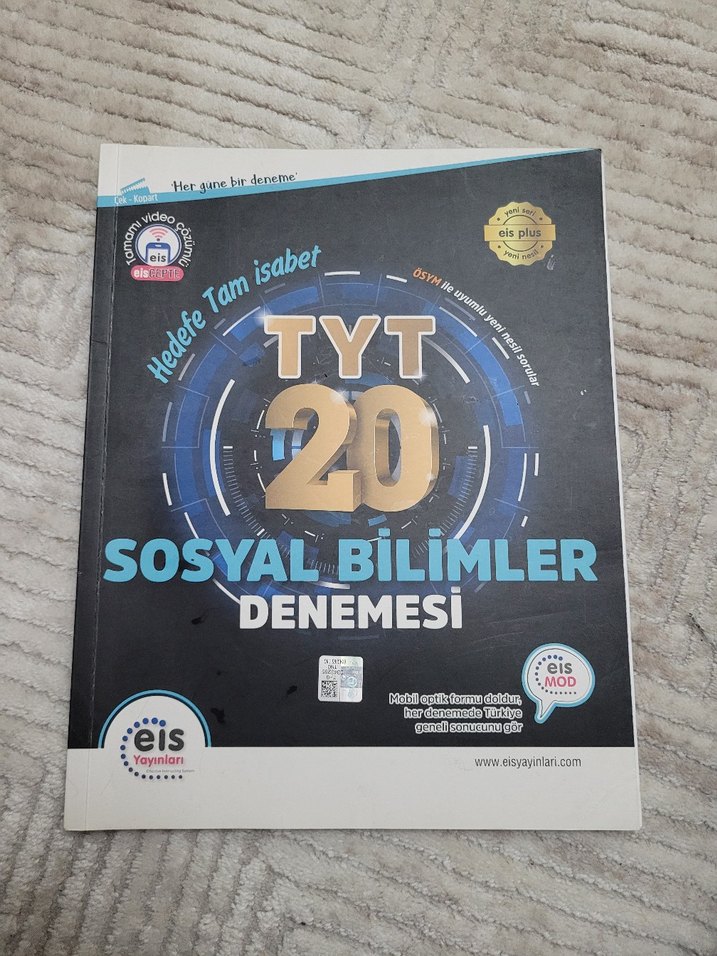 'Her güne bir deneme'
Çek - Kopart
Tamamı video çözümlü
eis
eisCEPTE
yeni seri
eis plus
yeni nesil
Hedefe Tam isabet
ÖSYM ile uyumlu yeni nesil sorular
TYT
20
SOSYAL BİLİMLER
DENEMESİ
eis
MOD
Mobil optik formu doldur,
her denemede Türkiye
geneli sonucunu gör
eis
Yayınları
www.eisyayinlari.com